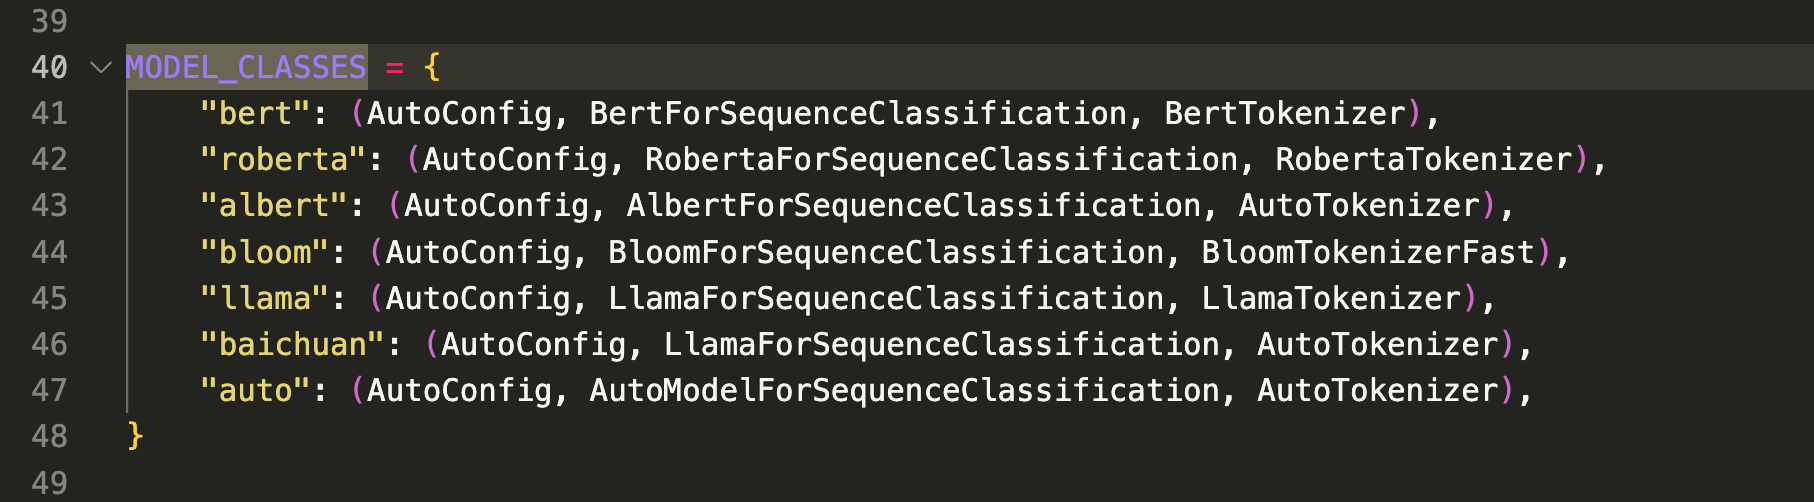 39
40 MODEL_CLASSES = {
41     "bert": (AutoConfig, BertForSequenceClassification, BertTokenizer),
42     "roberta": (AutoConfig, RobertaForSequenceClassification, RobertaTokenizer),
43     "albert": (AutoConfig, AlbertForSequenceClassification, AutoTokenizer),
44     "bloom": (AutoConfig, BloomForSequenceClassification, BloomTokenizerFast),
45     "llama": (AutoConfig, LlamaForSequenceClassification, LlamaTokenizer),
46     "baichuan": (AutoConfig, LlamaForSequenceClassification, AutoTokenizer),
47     "auto": (AutoConfig, AutoModelForSequenceClassification, AutoTokenizer),
48 }
49